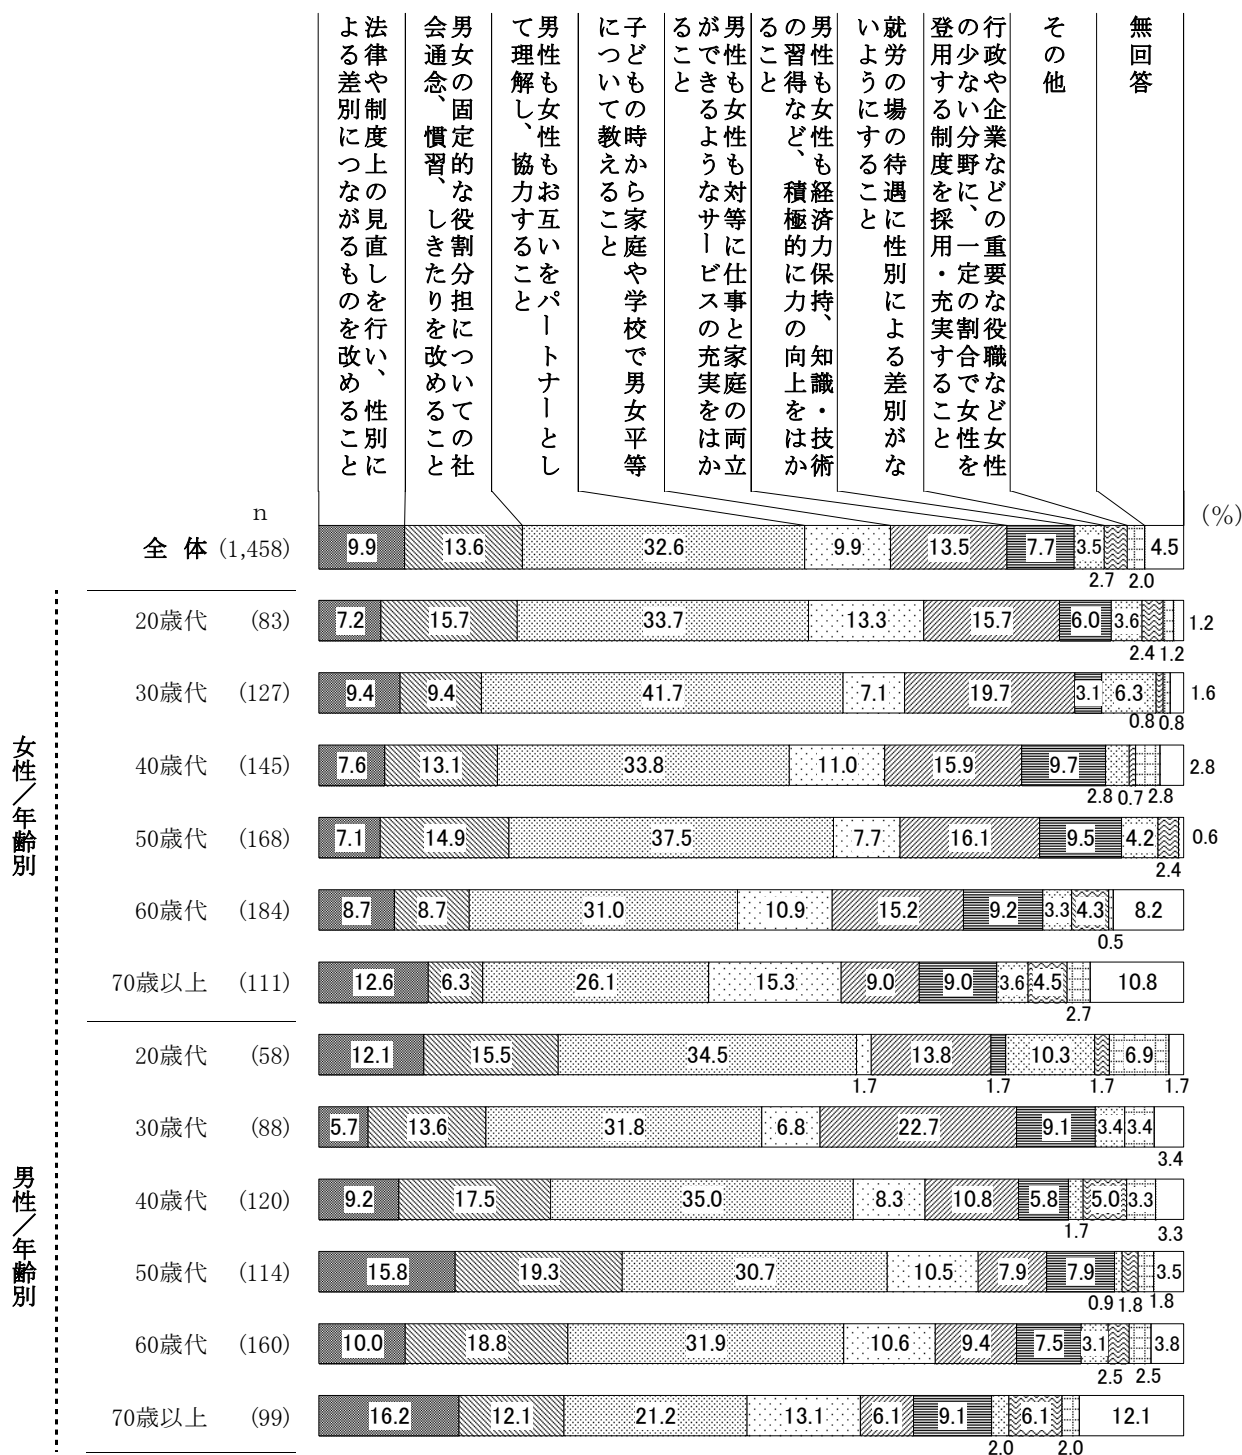 法律や制度上の見直しを行い、性別に
よる差別につながるものを改めること
男女の固定的な役割分担についての社
会通念、慣習、しきたりを改めること
男性も女性もお互いをパートナーとし
て理解し、協力すること
子どもの時から家庭や学校で男女平等
について教えること
男性も女性も対等に仕事と家庭の両立
ができるようなサービスの充実をはか
ること
男性も女性も経済力保持、知識・技術
の習得など、積極的に力の向上をはか
ること
就労の場の待遇に性別による差別がな
いようにすること
行政や企業などの重要な役職など女性
の少ない分野に、一定の割合で女性を
登用する制度を採用・充実すること
その他
無回答
n
(%)
全 体 (1,458) 9.9 13.6 32.6 9.9 13.5 7.7 3.5 4.5
2.7 2.0
女性/年齢別
20歳代 (83) 7.2 15.7 33.7 13.3 15.7 6.0 3.6 1.2
2.4 1.2
30歳代 (127) 9.4 9.4 41.7 7.1 19.7 3.1 6.3 1.6
0.8 0.8
40歳代 (145) 7.6 13.1 33.8 11.0 15.9 9.7 2.8
2.8 0.7 2.8
50歳代 (168) 7.1 14.9 37.5 7.7 16.1 9.5 4.2 0.6
2.4
60歳代 (184) 8.7 8.7 31.0 10.9 15.2 9.2 3.3 4.3 8.2
0.5
70歳以上 (111) 12.6 6.3 26.1 15.3 9.0 9.0 3.6 4.5 10.8
2.7
男性/年齢別
20歳代 (58) 12.1 15.5 34.5 13.8 10.3 6.9
1.7 1.7 1.7 1.7
30歳代 (88) 5.7 13.6 31.8 6.8 22.7 9.1 3.4 3.4
3.4
40歳代 (120) 9.2 17.5 35.0 8.3 10.8 5.8 5.0 3.3
1.7 3.3
50歳代 (114) 15.8 19.3 30.7 10.5 7.9 7.9 3.5
0.9 1.8 1.8
60歳代 (160) 10.0 18.8 31.9 10.6 9.4 7.5 3.1 3.8
2.5 2.5
70歳以上 (99) 16.2 12.1 21.2 13.1 6.1 9.1 6.1 12.1
2.0 2.0